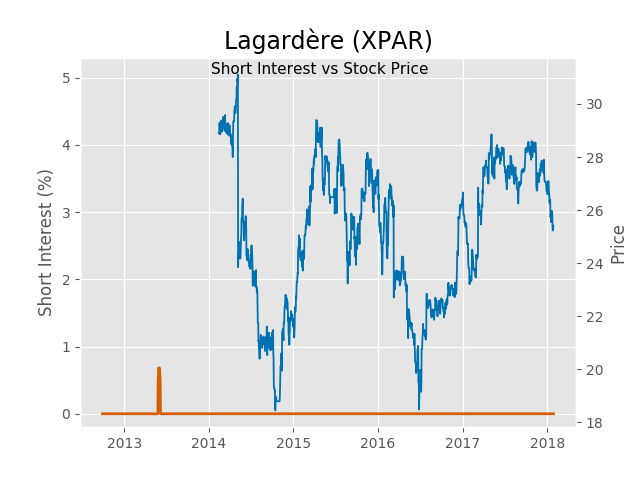 Lagardère (XPAR)
Short Interest vs Stock Price
Short Interest (%)
5
4
3
2
1
0
30
28
26
24
22
20
18
Price
2013 2014 2015 2016 2017 2018